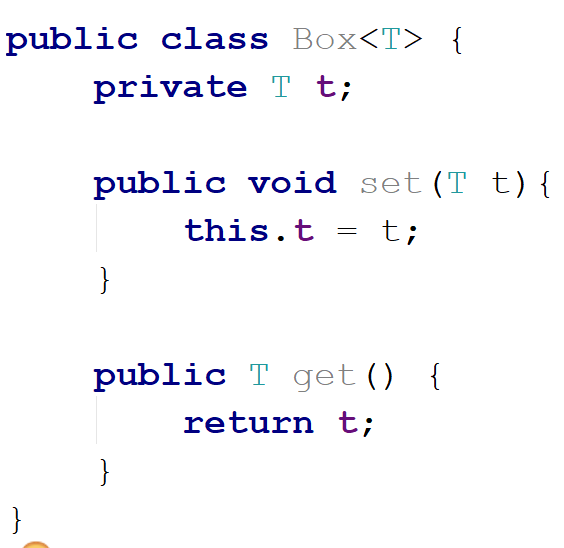 public class Box<T> {
    private T t;

    public void set(T t){
        this.t = t;
    }

    public T get() {
        return t;
    }
}